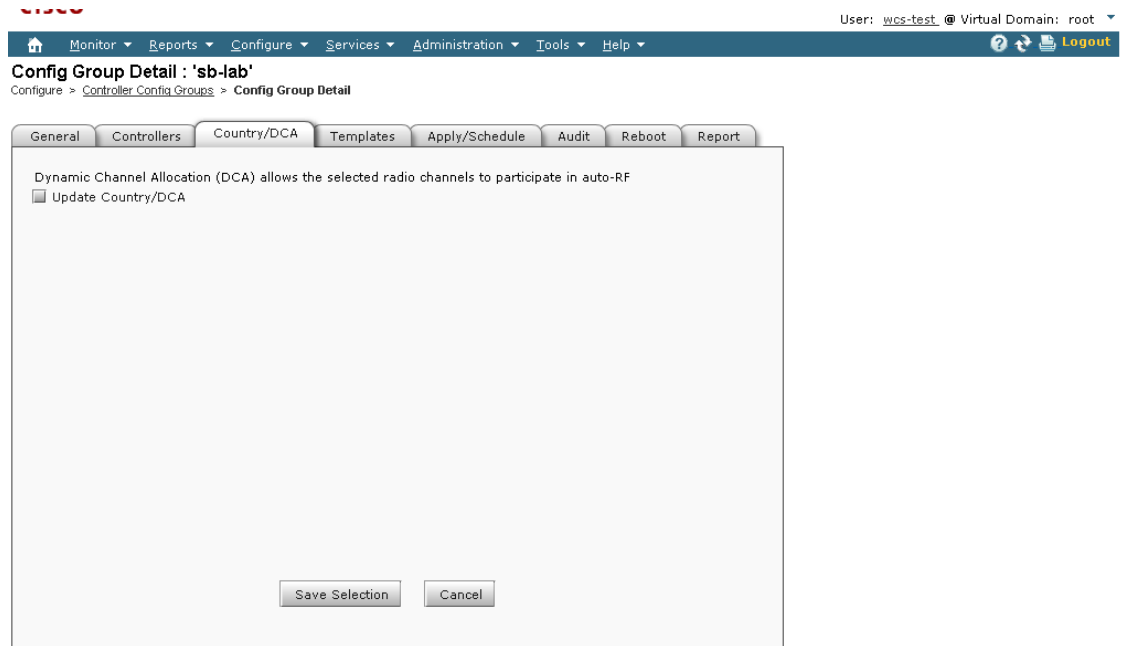 User: wcs-test @ Virtual Domain: root
Monitor Reports Configure Services Administration Tools Help Logout
Config Group Detail : 'sb-lab'
Configure > Controller Config Groups > Config Group Detail
General Controllers Country/DCA Templates Apply/Schedule Audit Reboot Report
Dynamic Channel Allocation (DCA) allows the selected radio channels to participate in auto-RF
Update Country/DCA
Save Selection Cancel